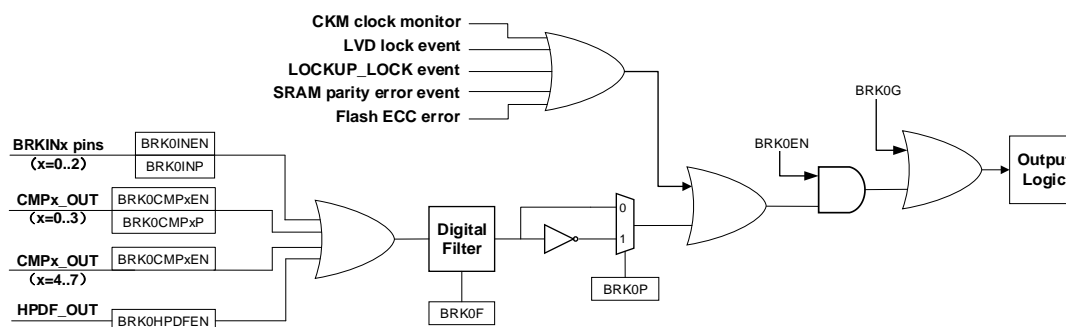 CKM clock monitor
LVD lock event
LOCKUP_LOCK event
SRAM parity error event
Flash ECC error
BRK0G
BRK0EN
BRKINx pins
(x=0..2)
BRK0INEN
BRK0INP
CMPx_OUT
(x=0..3)
BRK0CMPxEN
BRK0CMPxP
CMPx_OUT
(x=4..7)
BRK0CMPxEN
HPDF_OUT
BRK0HPDFEN
Digital
Filter
BRK0F
0
1
BRK0P
Output
Logic